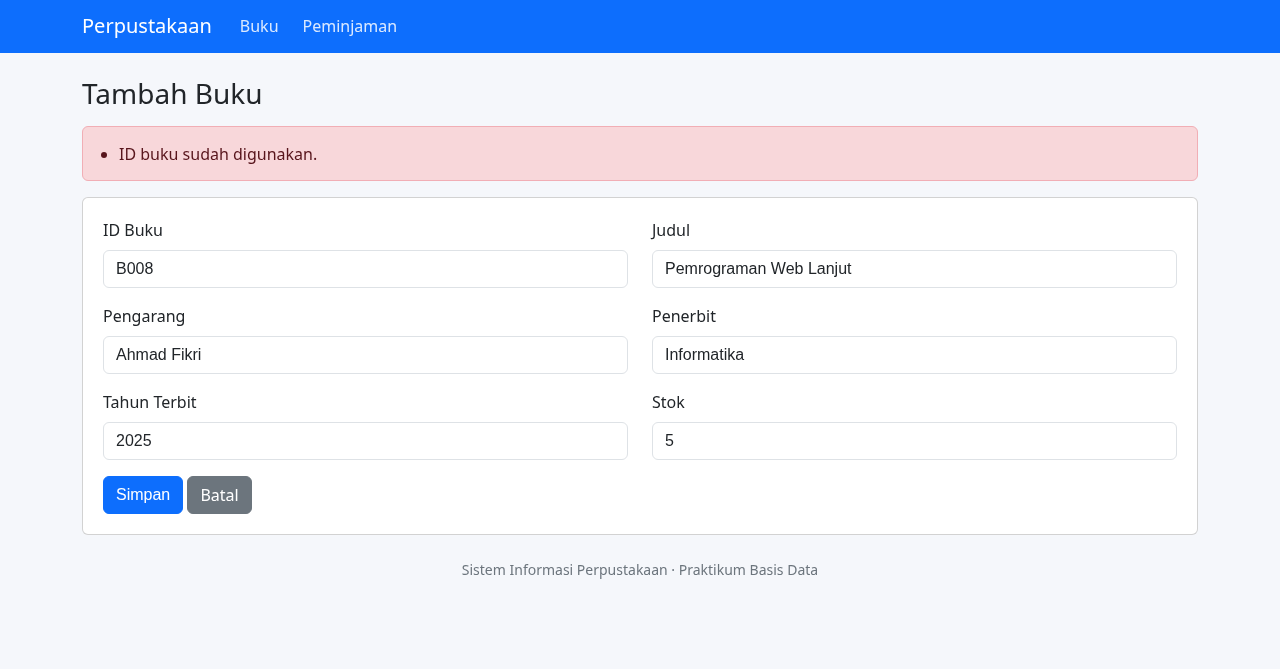 Perpustakaan Buku Peminjaman
Tambah Buku
ID buku sudah digunakan.
ID Buku Judul
B008 Pemrograman Web Lanjut
Pengarang Penerbit
Ahmad Fikri Informatika
Tahun Terbit Stok
2025 5
Simpan Batal
Sistem Informasi Perpustakaan · Praktikum Basis Data